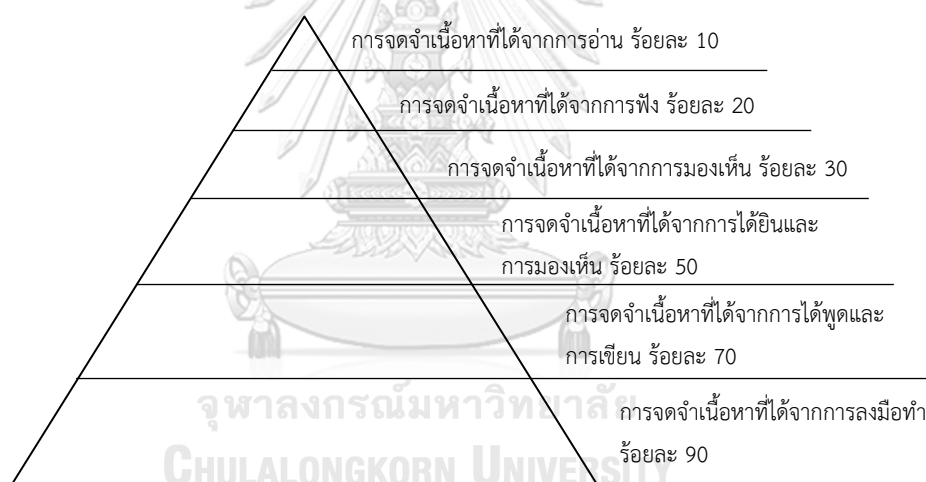 การจดจำเนื้อหาที่ได้จากการอ่าน ร้อยละ 10
การจดจำเนื้อหาที่ได้จากการฟัง ร้อยละ 20
การจดจำเนื้อหาที่ได้จากการมองเห็น ร้อยละ 30
การจดจำเนื้อหาที่ได้จากการได้ยินและ
การมองเห็น ร้อยละ 50
การจดจำเนื้อหาที่ได้จากการได้พูดและ
การเขียน ร้อยละ 70
จุฬาลงกรณ์มหาวิทยาลัย
การจดจำเนื้อหาที่ได้จากการลงมือทำ
ร้อยละ 90
CHULALONGKORN UNIVERSITY